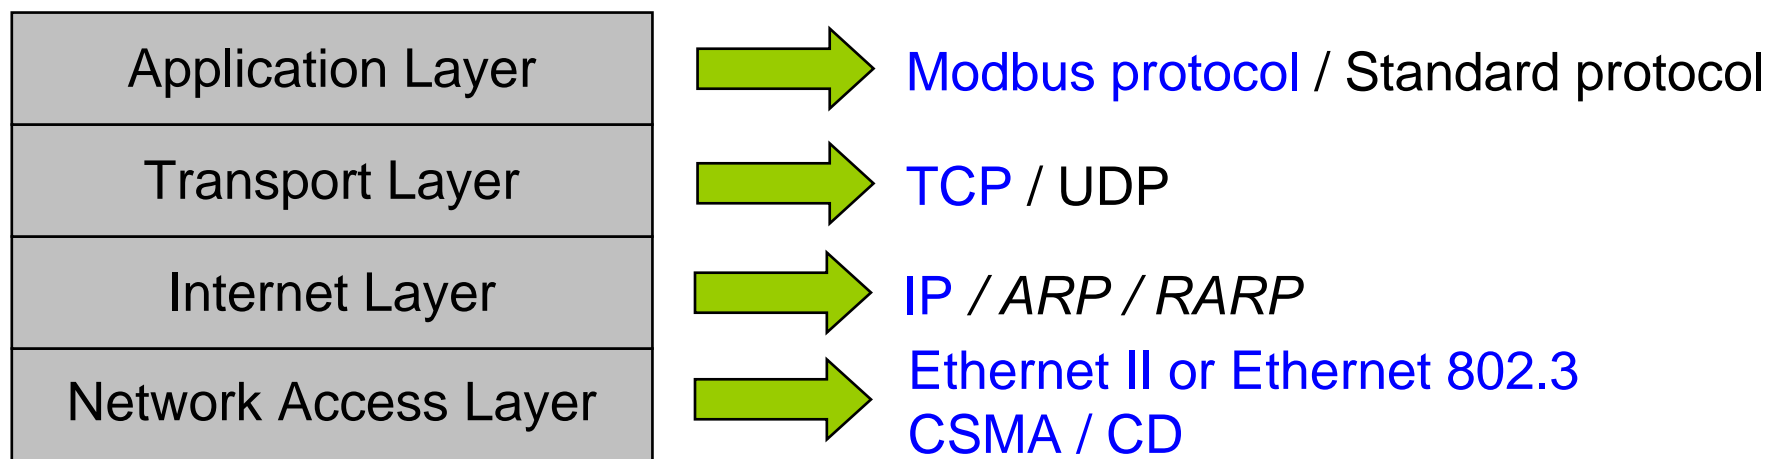 Application Layer
Modbus protocol / Standard protocol
Transport Layer
TCP / UDP
Internet Layer
IP / ARP / RARP
Network Access Layer
Ethernet II or Ethernet 802.3
CSMA / CD